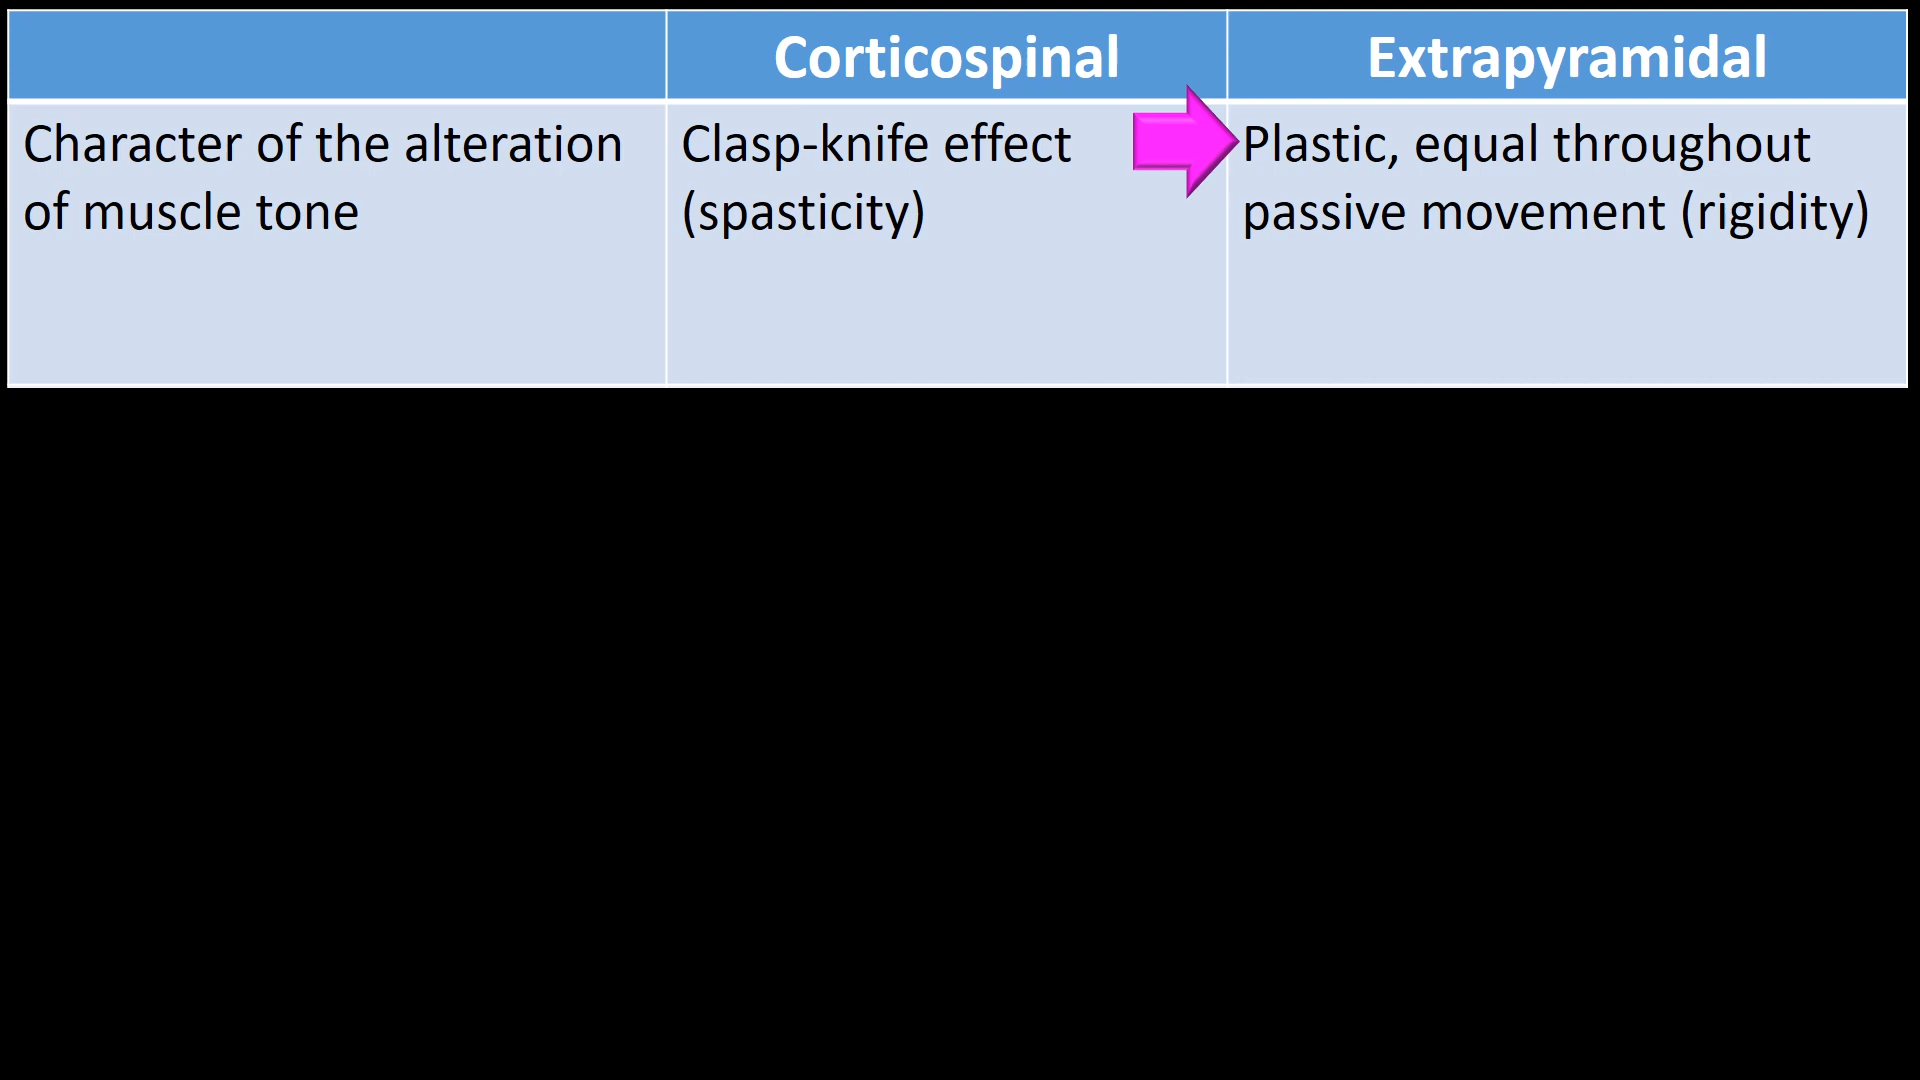 Corticospinal
Extrapyramidal
Character of the alteration
of muscle tone
Clasp-knife effect
(spasticity)
Plastic, equal throughout
passive movement (rigidity)